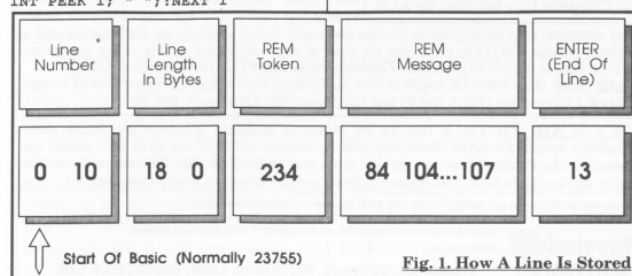 INT PEEK I; " ";:NEXT I
Line
Number
Line
Length
In Bytes
REM
Token
REM
Message
ENTER
(End Of
Line)
0 10
18 0
234
84 104...107
13
Start Of Basic (Normally 23755)
Fig. 1. How A Line Is Stored